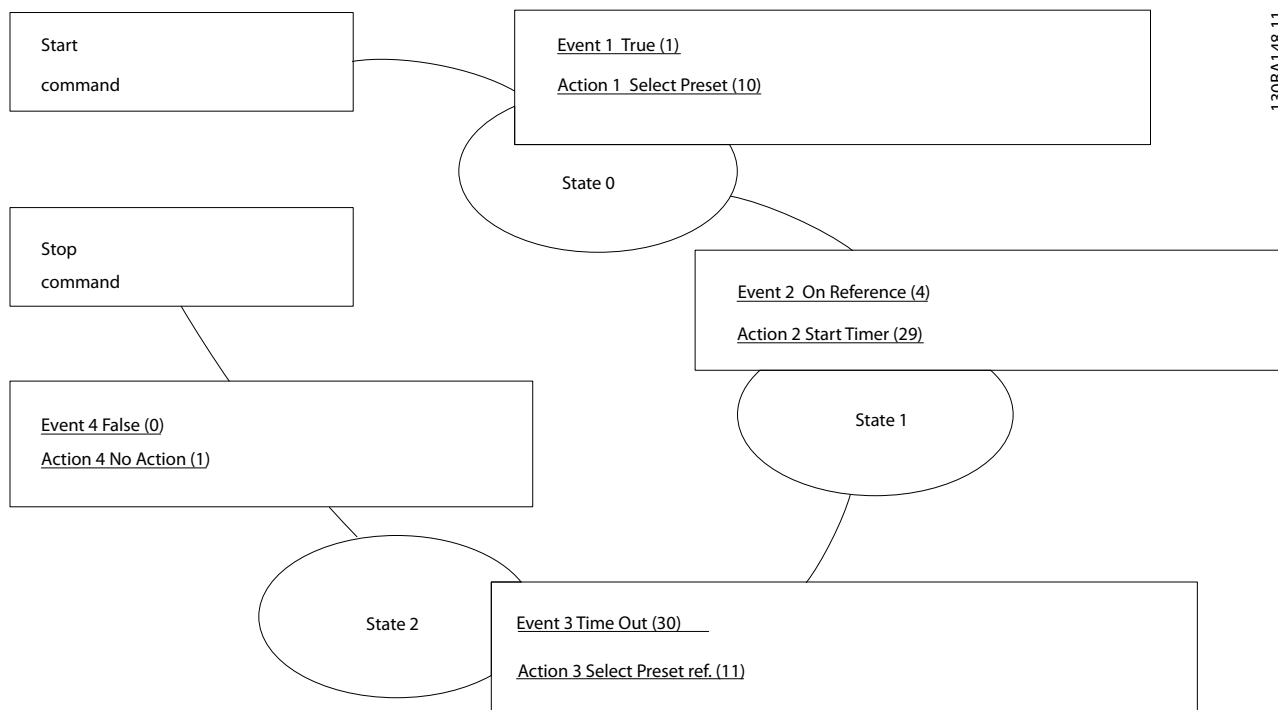 Start
command
Event 1 True (1)
Action 1 Select Preset (10)
130BA148.11
State 0
Stop
command
Event 2 On Reference (4)
Action 2 Start Timer (29)
Event 4 False (0)
Action 4 No Action (1)
State 1
State 2
Event 3 Time Out (30)
Action 3 Select Preset ref. (11)